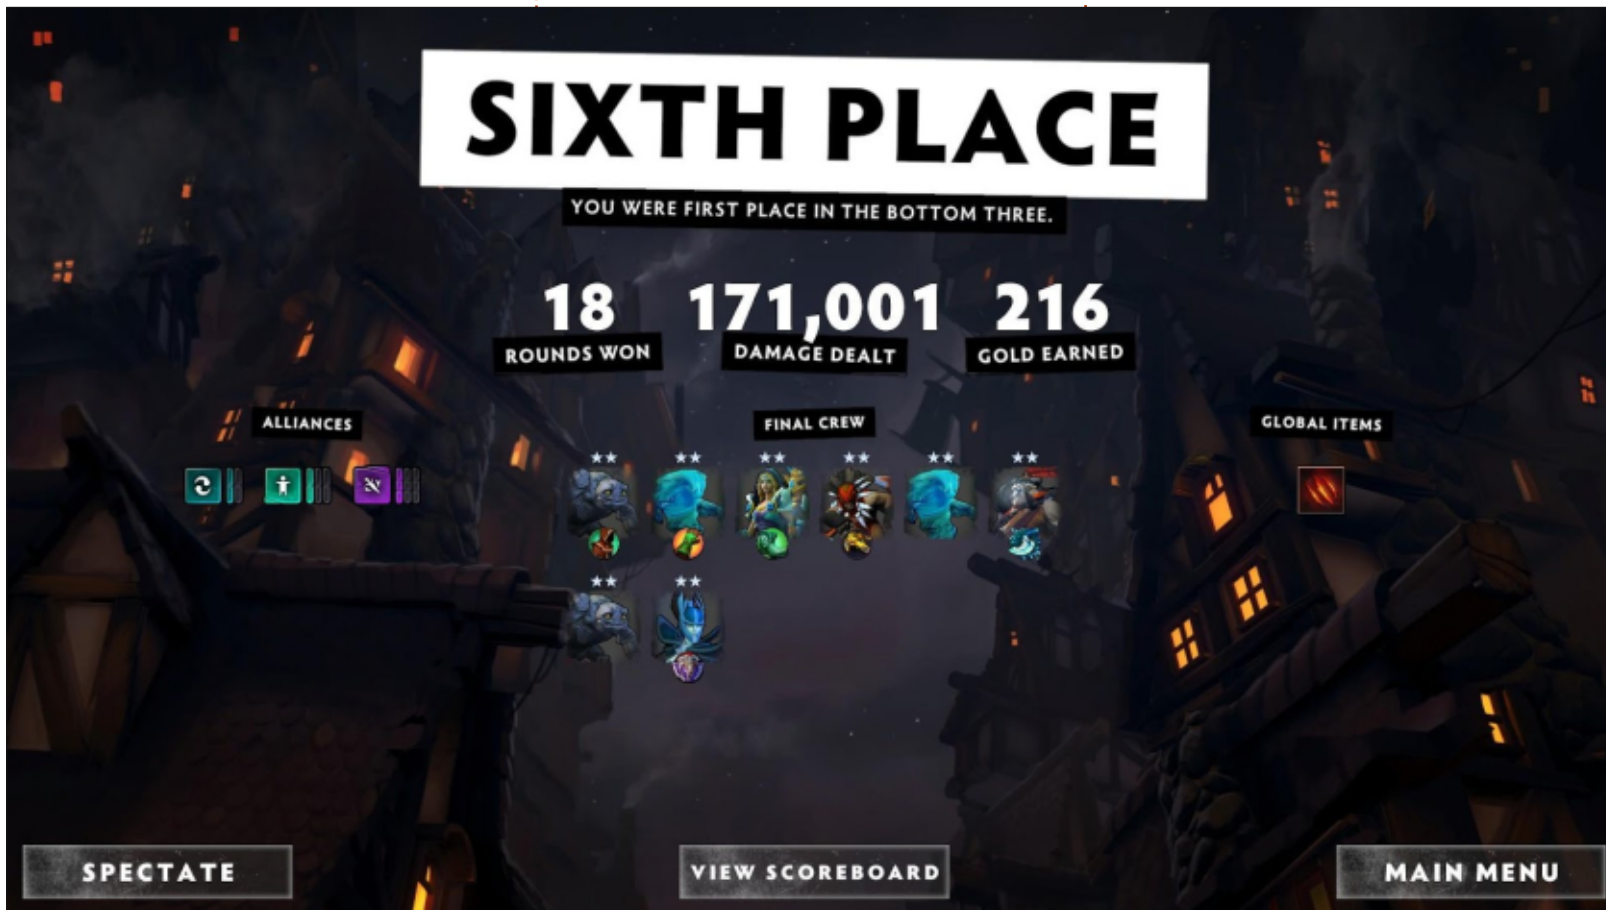 SIXTH PLACE
YOU WERE FIRST PLACE IN THE BOTTOM THREE.
18 171,001 216
ROUNDS WON DAMAGE DEALT GOLD EARNED
ALLIANCES FINAL CREW GLOBAL ITEMS
SPECTATE VIEW SCOREBOARD MAIN MENU